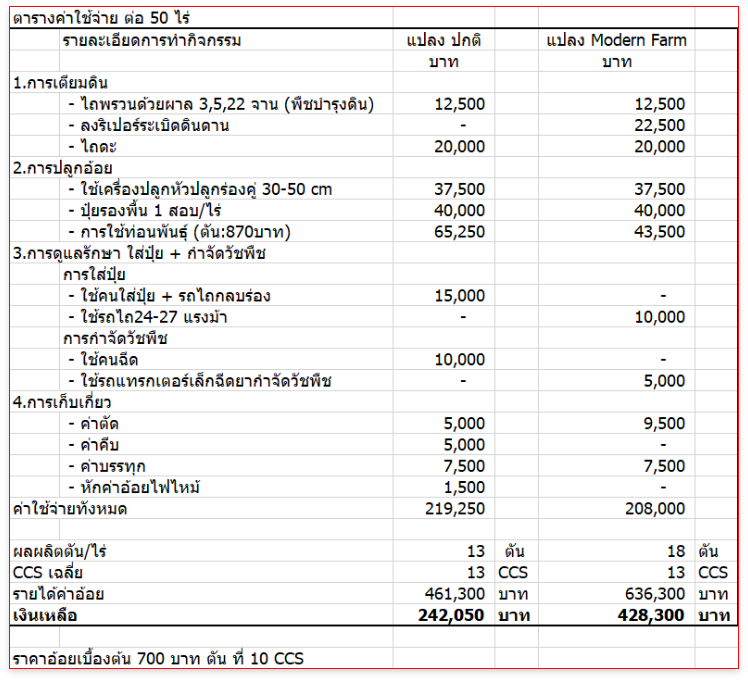 ตารางค่าใช้จ่าย ต่อ 50 ไร่
รายละเอียดการทำกิจกรรม แปลง ปกติ แปลง Modern Farm
บาท บาท
1.การเตียมดิน
- ไถพรวนด้วยผาล 3,5,22 จาน (พืชบำรุงดิน) 12,500 12,500
- ลงริเปอร์ระเบิดดินดาน - 22,500
- ไถดะ 20,000 20,000
2.การปลูกอ้อย
- ใช้เครื่องปลูกหัวปลูกร่องคู่ 30-50 cm 37,500 37,500
- ปุ๋ยรองพื้น 1 สอบ/ไร่ 40,000 40,000
- การใช้ท่อนพันธุ์ (ตัน:870บาท) 65,250 43,500
3.การดูแลรักษา ใส่ปุ๋ย + กำจัดวัชพืช
การใส่ปุ๋ย
- ใช้คนใส่ปุ๋ย + รถไถกลบร่อง 15,000 -
- ใช้รถไถ24-27 แรงม้า - 10,000
การกำจัดวัชพืช
- ใช้คนฉีด 10,000 -
- ใช้รถแทรกเตอร์เล็กฉีดยากำจัดวัชพืช - 5,000
4.การเก็บเกี่ยว
- ค่าตัด 5,000 9,500
- ค่าคีบ 5,000 -
- ค่าบรรทุก 7,500 7,500
- หักค่าอ้อยไฟไหม้ 1,500 -
ค่าใช้จ่ายทั้งหมด 219,250 208,000
ผลผลิตตัน/ไร่ 13 ตัน 18 ตัน
CCS เฉลี่ย 13 CCS 13 CCS
รายได้ค่าอ้อย 461,300 บาท 636,300 บาท
เงินเหลือ 242,050 บาท 428,300 บาท
ราคาอ้อยเบื้องต้น 700 บาท ตัน ที่ 10 CCS